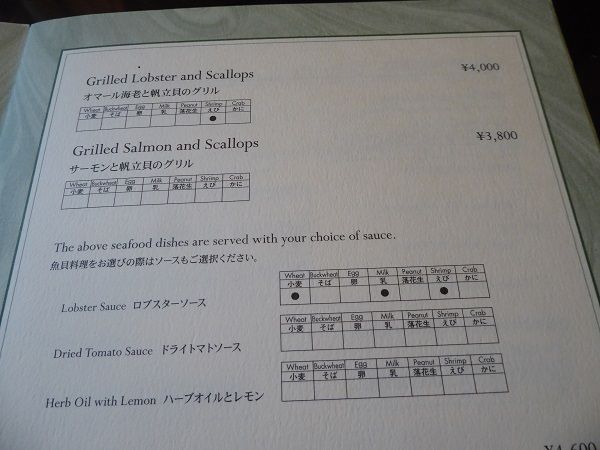 Grilled Lobster and Scallops ¥4,000
オマール海老と帆立貝のグリル
Wheat Buckwheat Egg Milk Peanut Shrimp Crab
小麦 そば 卵 乳 落花生 えび かに
●
Grilled Salmon and Scallops ¥3,800
サーモンと帆立貝のグリル
Wheat Buckwheat Egg Milk Peanut Shrimp Crab
小麦 そば 卵 乳 落花生 えび かに
The above seafood dishes are served with your choice of sauce.
魚貝料理をお選びの際はソースもご選択ください。
Wheat Buckwheat Egg Milk Peanut Shrimp Crab
小麦 そば 卵 乳 落花生 えび かに
Lobster Sauce ロブスターソース ● ● ●
Wheat Buckwheat Egg Milk Peanut Shrimp Crab
小麦 そば 卵 乳 落花生 えび かに
Dried Tomato Sauce ドライトマトソース
Wheat Buckwheat Egg Milk Peanut Shrimp Crab
小麦 そば 卵 乳 落花生 えび かに
Herb Oil with Lemon ハーブオイルとレモン